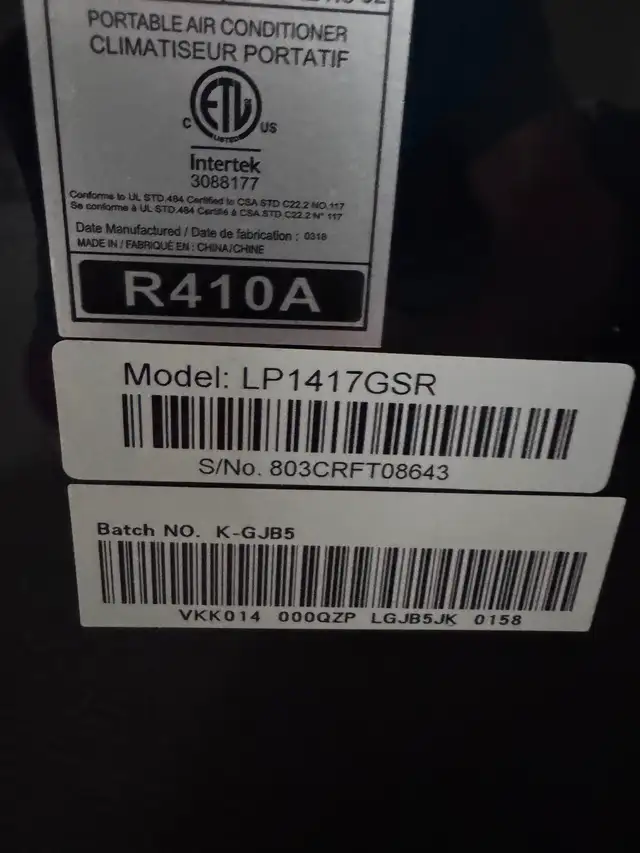 PORTABLE AIR CONDITIONER
CLIMATISEUR PORTATIF
ETL
C US
LISTED
Intertek
3088177
Conforms to UL STD.484 Certified to CSA STD C22.2 NO.117
Se conforme à UL STD.484 Certifié à CSA STD C22.2 N° 117
Date Manufactured / Date de fabrication : 0318
MADE IN / FABRIQUÉ EN : CHINA/CHINE
R410A
Model: LP1417GSR
S/No. 803CRFT08643
Batch NO. K-GJB5
VKK014 000QZP LGJB5JK 0158